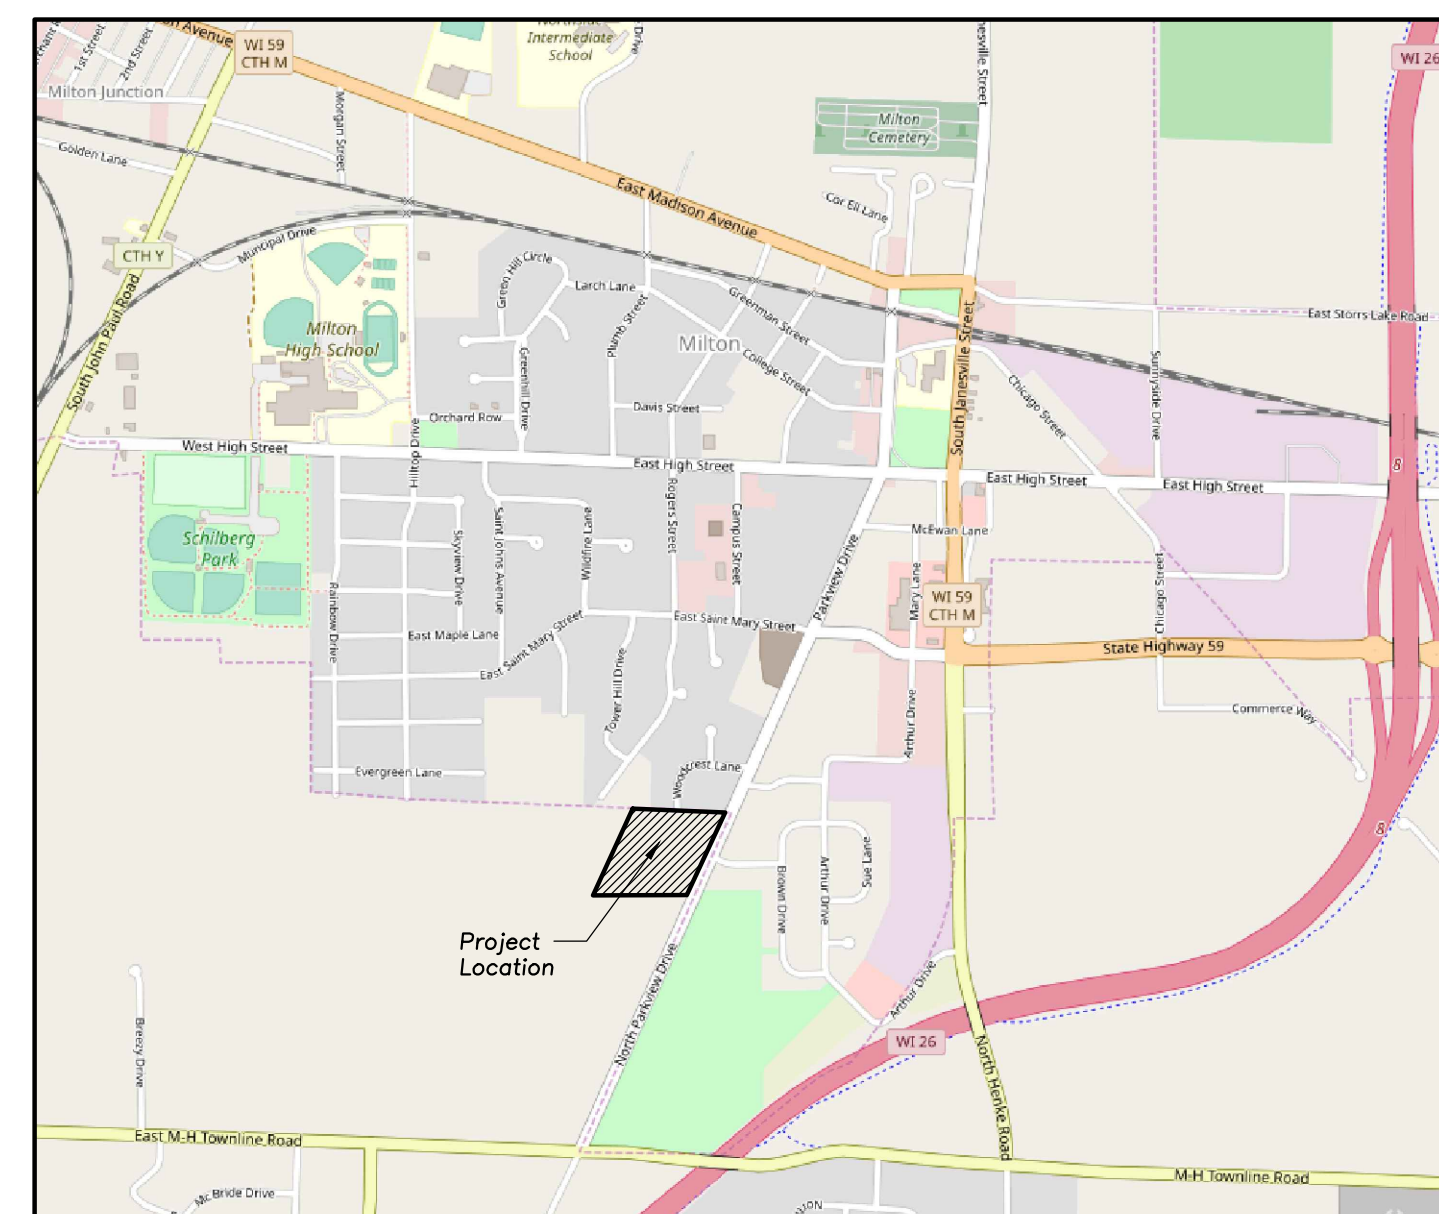 Avenue
WI 59
CTH M
1st Street
2nd Street
Milton Junction
Golden Lane
Morgan Street
Intermediate
School
Drive
Street
WI 26
Milton
Cemetery
Cor Ell Lane
East Madison Avenue
CTH Y
Municipal Drive
South John Paul Road
Milton
High School
Green Hill Circle
Larch Lane
Plumb Street
Greenhill Drive
Orchard Row
Greenman Street
Milton
College Street
Davis Street
South Janesville Street
East Storrs Lake Road
Sunnyside Drive
Chicago Street
West High Street
Hilltop Drive
East High Street
East High Street
East High Street
8
Schilberg
Park
Rainbow Drive
Skyview Drive
Saint Johns Avenue
Wildfire Lane
Rogers Street
Campus Street
Parkview Drive
McEwan Lane
Mary Lane
WI 59
CTH M
Chicago Street
East Maple Lane
East Saint Mary Street
East Saint Mary Street
State Highway 59
Tower Hill Drive
Arthur Drive
Commerce Way
Evergreen Lane
Woodcrest Lane
8
Brown Drive
Arthur Drive
Sue Lane
Project
Location
North Parkview Drive
Arthur Drive
WI 26
Breezy Drive
North Henke Road
East M-H Townline Road
M-H Townline Road
Mc Bride Drive